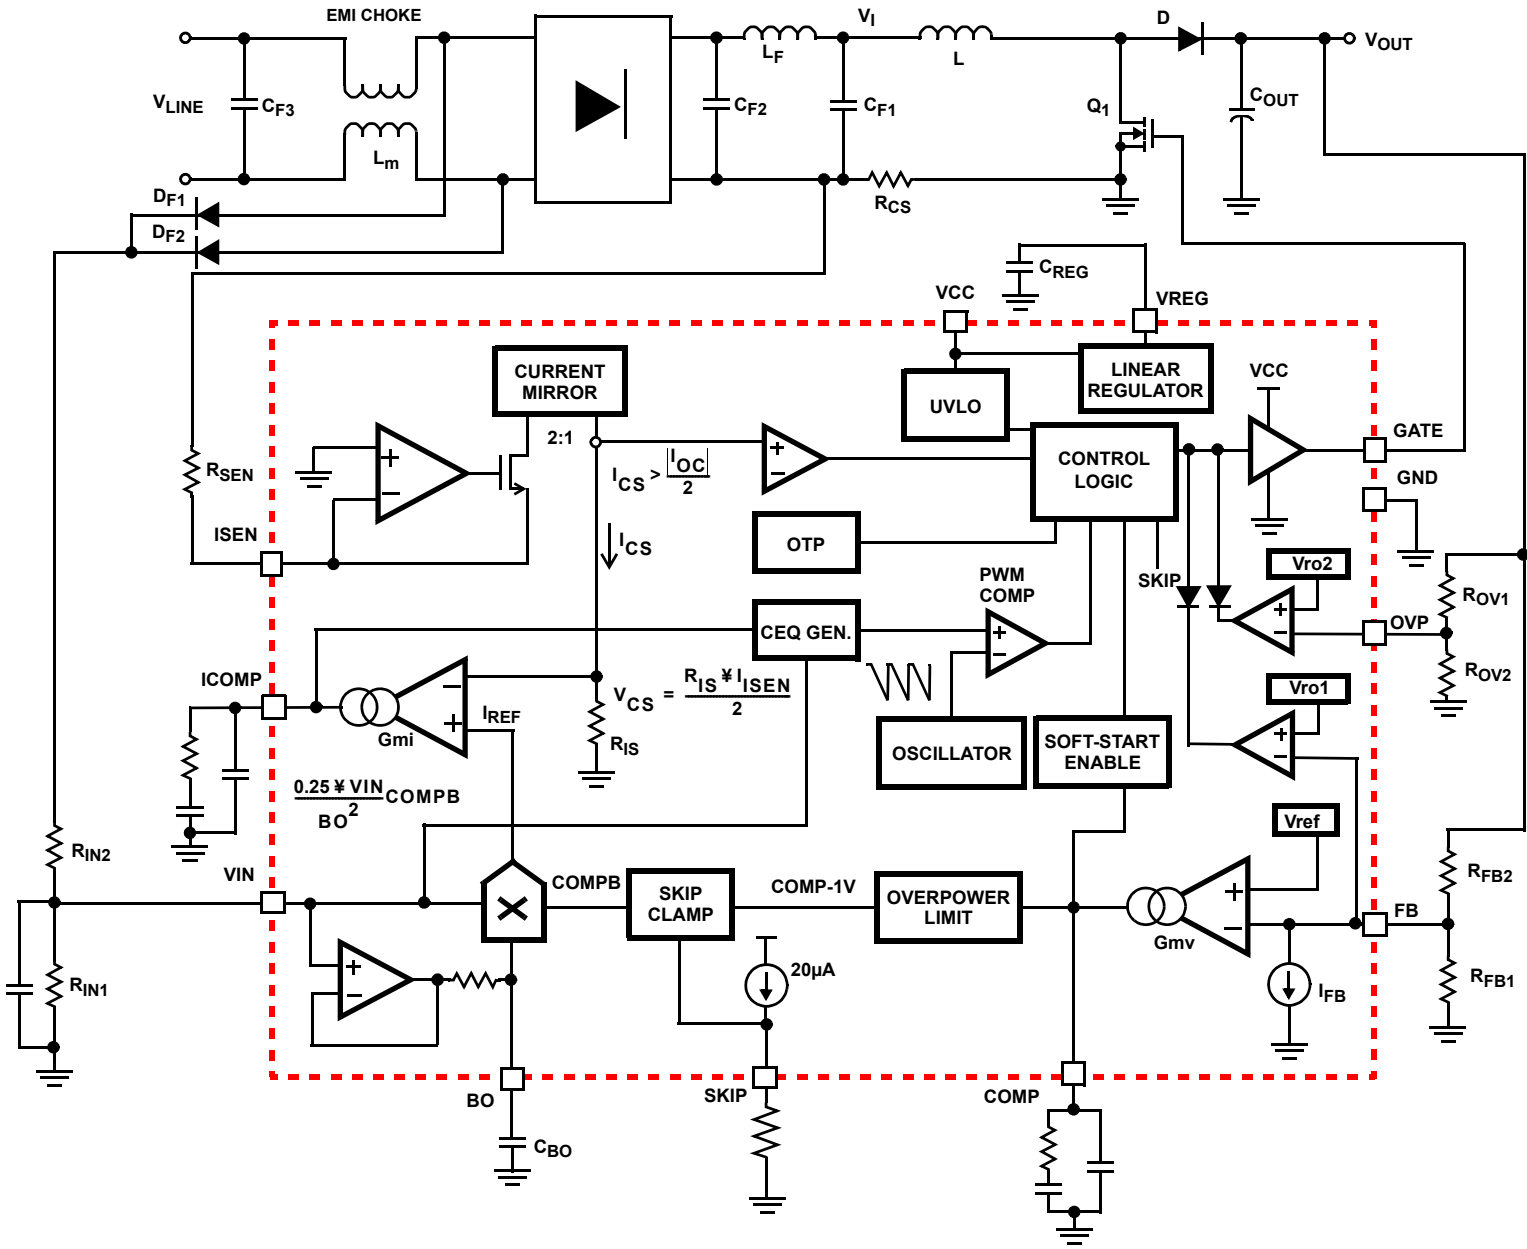 EMI CHOKE
VI
D
VOUT
LF
L
VLINE
CF3
CF2
CF1
Q1
COUT
Lm
RCS
DF1
DF2
CREG
VCC
VREG
CURRENT
MIRROR
LINEAR
REGULATOR
VCC
UVLO
2:1
GATE
RSEN
ICS > |IOC|
2
CONTROL
LOGIC
GND
ISEN
ICS
OTP
SKIP
Vro2
PWM
COMP
ROV1
OVP
CEQ GEN.
ROV2
ICOMP
VCS = RIS ¥ IISEN
2
Vro1
IREF
Gmi
RIS
OSCILLATOR
SOFT-START
ENABLE
0.25 ¥ VIN
BO2
COMPB
Vref
RIN2
VIN
COMPB
SKIP
CLAMP
COMP-1V
OVERPOWER
LIMIT
RFB2
FB
Gmv
20µA
RIN1
IFB
RFB1
BO
SKIP
COMP
CBO